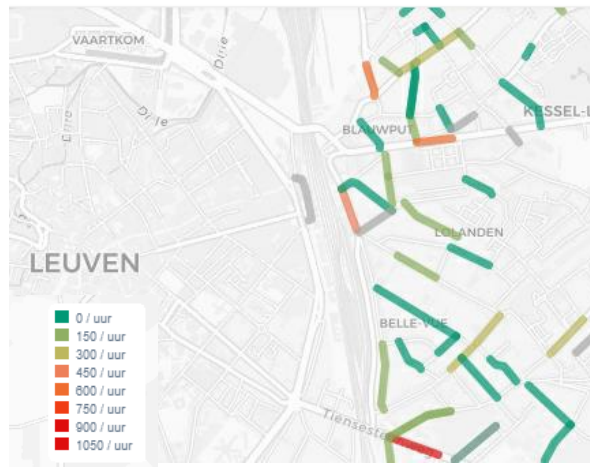 VAARTKOM
Dijle
Dijle
Dijle
KESSEL-L
BLAUWPUT
LOLANDEN
LEUVEN
BELLE-VUE
0 / uur
150 / uur
300 / uur
450 / uur
600 / uur
750 / uur
900 / uur
1050 / uur
Tiensest